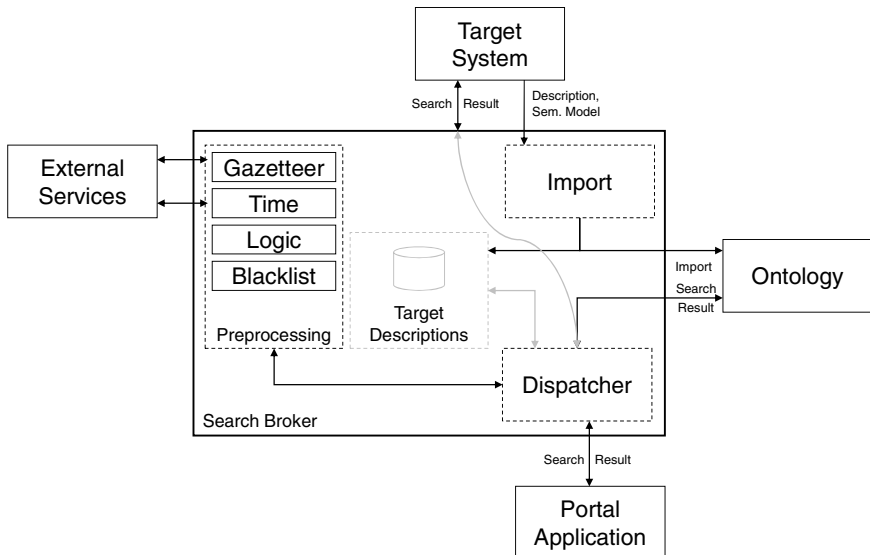 Target
System
Search
Result
Description,
Sem. Model
External
Services
Gazetteer
Time
Logic
Blacklist
Preprocessing
Import
Target
Descriptions
Import
Search
Result
Ontology
Dispatcher
Search Broker
Search
Result
Portal
Application